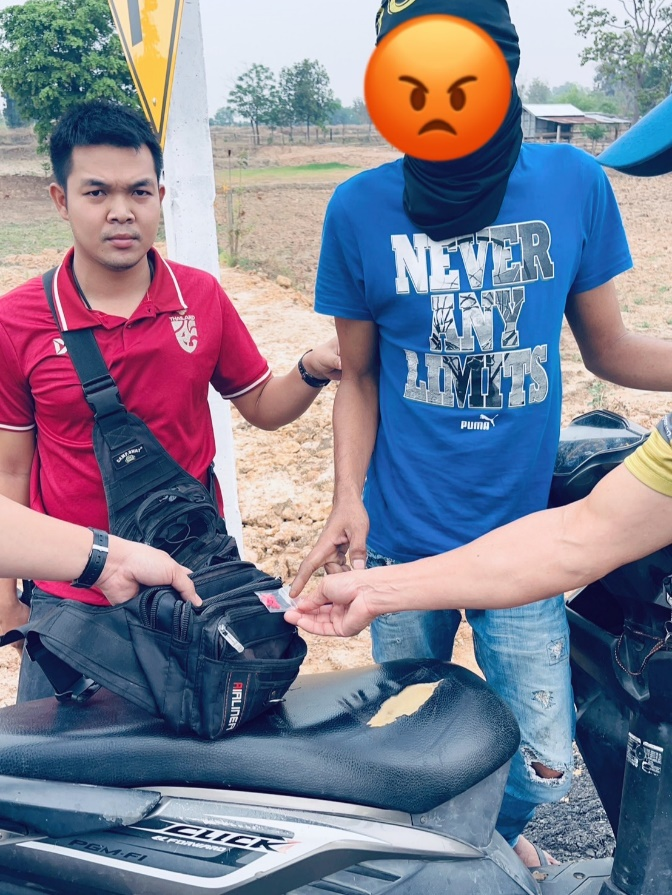 THAILAND
NEVER
ANY
LIMITS
PUMA
AIRLINER
CLICK
PGM-FI